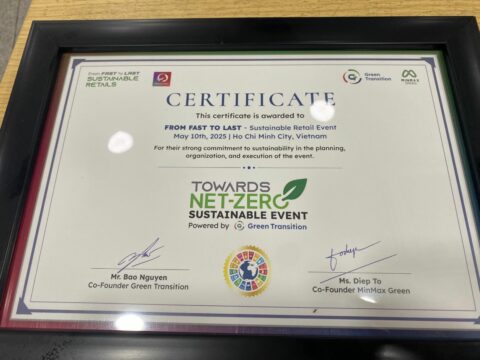 From FAST TO LAST
SUSTAINABLE
RETAILS
Green
Transition
MINMAX
GREEN
CERTIFICATE
This certificate is awarded to
FROM FAST TO LAST - Sustainable Retail Event
May 10th, 2025 | Ho Chi Minh City, Vietnam
For their strong commitment to sustainability in the planning,
organization, and execution of the event.
TOWARDS
NET-ZERO
SUSTAINABLE EVENT
Powered by Green Transition
Mr. Bao Nguyen
Co-Founder Green Transition
Ms. Diep To
Co-Founder MinMax Green